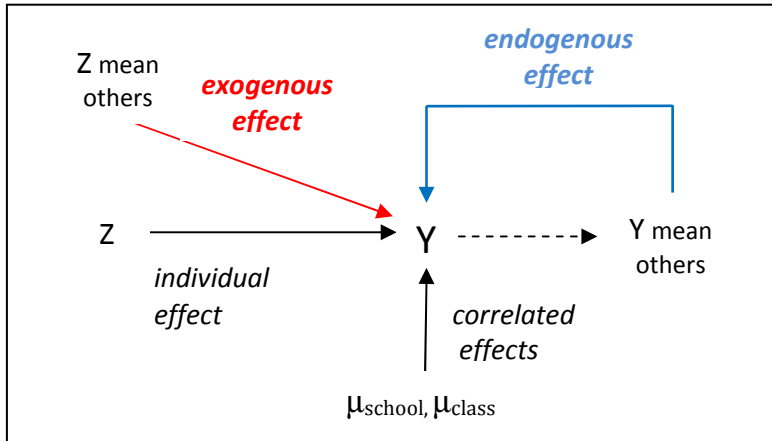 Z mean
others
exogenous
effect
endogenous
effect
Z
Y
Y mean
others
individual
effect
correlated
effects
μschool, μclass